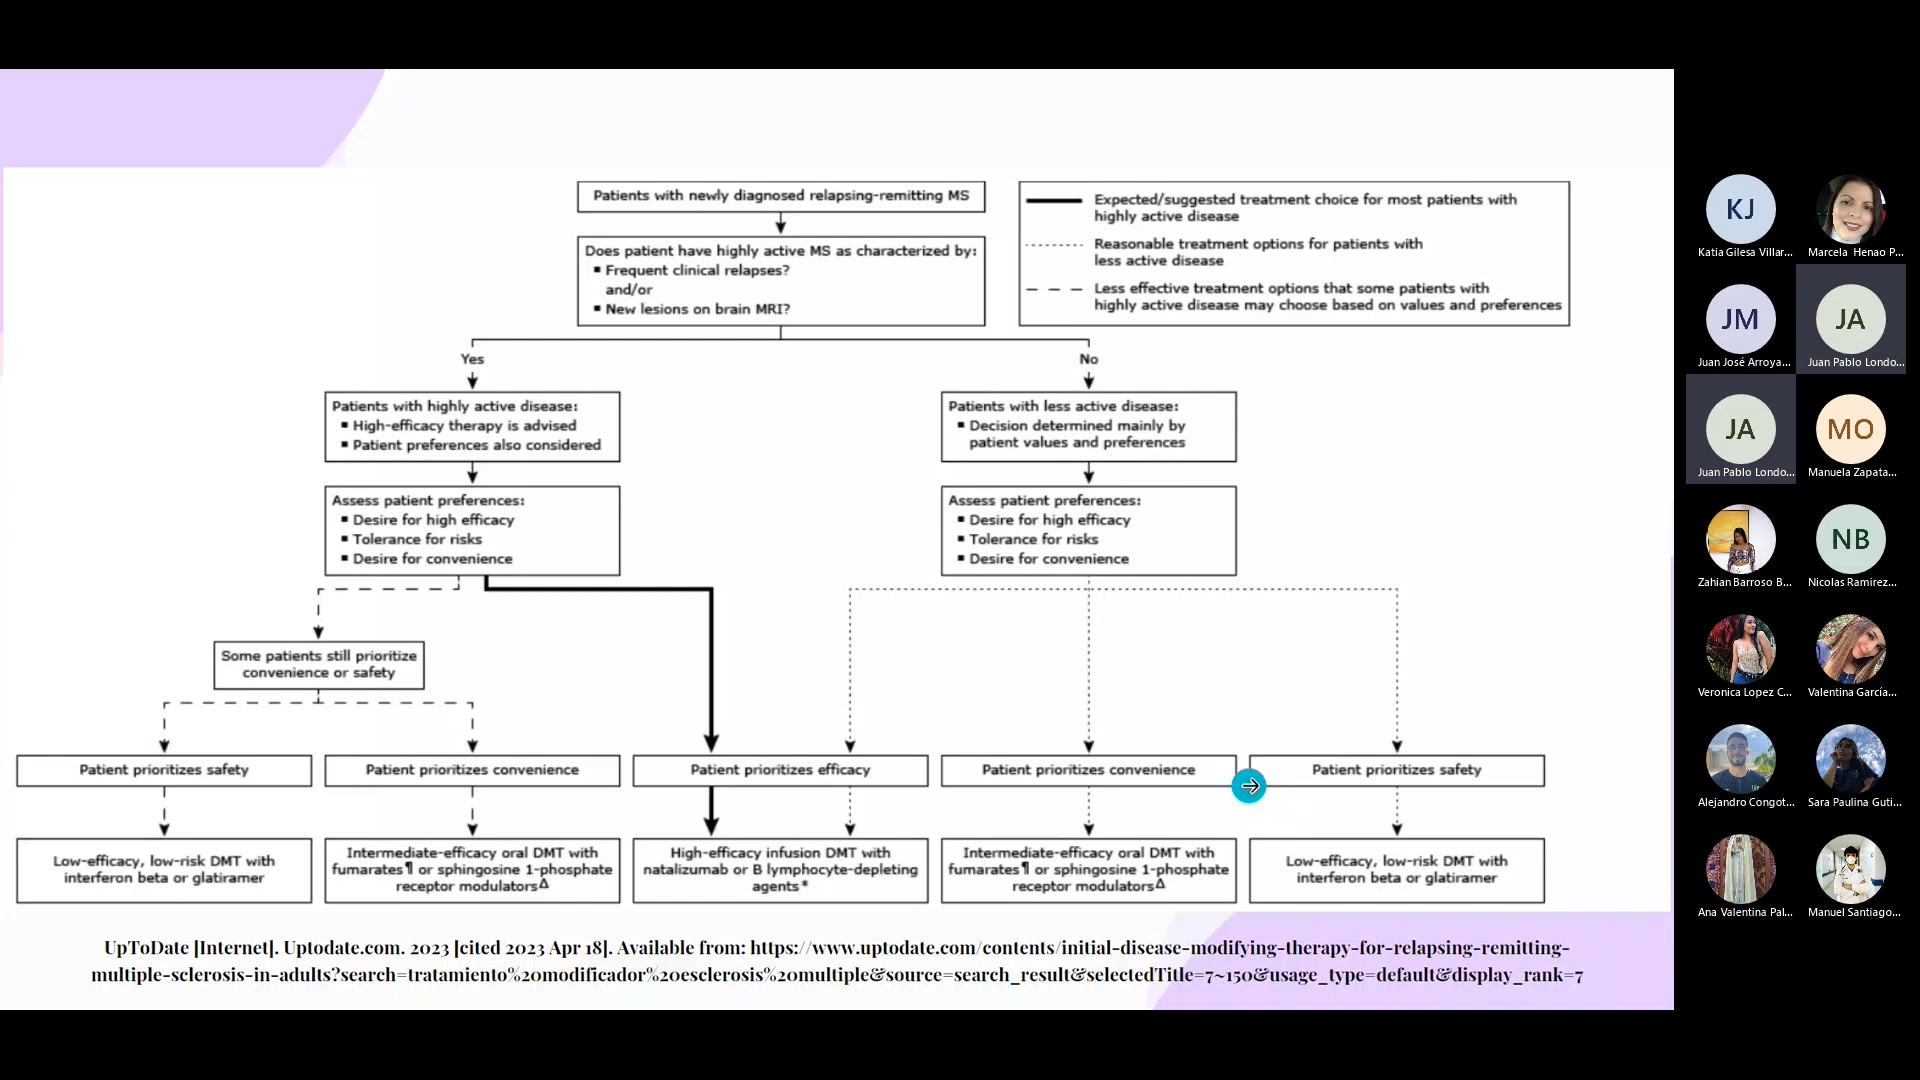 Patients with newly diagnosed relapsing-remitting MS
Does patient have highly active MS as characterized by:
▪ Frequent clinical relapses?
and/or
▪ New lesions on brain MRI?
Expected/suggested treatment choice for most patients with
highly active disease
Reasonable treatment options for patients with
less active disease
Less effective treatment options that some patients with
highly active disease may choose based on values and preferences
Yes
No
Patients with highly active disease:
▪ High-efficacy therapy is advised
▪ Patient preferences also considered
Patients with less active disease:
▪ Decision determined mainly by
patient values and preferences
Assess patient preferences:
▪ Desire for high efficacy
▪ Tolerance for risks
▪ Desire for convenience
Assess patient preferences:
▪ Desire for high efficacy
▪ Tolerance for risks
▪ Desire for convenience
Some patients still prioritize
convenience or safety
Patient prioritizes safety
Patient prioritizes convenience
Patient prioritizes efficacy
Patient prioritizes convenience
Patient prioritizes safety
Low-efficacy, low-risk DMT with
interferon beta or glatiramer
Intermediate-efficacy oral DMT with
fumarates¶ or sphingosine 1-phosphate
receptor modulatorsΔ
High-efficacy infusion DMT with
natalizumab or B lymphocyte-depleting
agents*
Intermediate-efficacy oral DMT with
fumarates¶ or sphingosine 1-phosphate
receptor modulatorsΔ
Low-efficacy, low-risk DMT with
interferon beta or glatiramer
UpToDate [Internet]. Uptodate.com. 2023 [cited 2023 Apr 18]. Available from: https://www.uptodate.com/contents/initial-disease-modifying-therapy-for-relapsing-remitting-
multiple-sclerosis-in-adults?search=tratamiento%20modificador%20esclerosis%20multiple&source=search_result&selectedTitle=7~150&usage_type=default&display_rank=7
KJ
Katia Gilesa Villar...
Marcela Henao P...
JM
Juan José Arroya...
JA
Juan Pablo Londo...
JA
Juan Pablo Londo...
MO
Manuela Zapata...
Zahian Barroso B...
NB
Nicolas Ramirez...
Veronica Lopez C...
Valentina García...
Alejandro Congot...
Sara Paulina Guti...
Ana Valentina Pal...
Manuel Santiago...